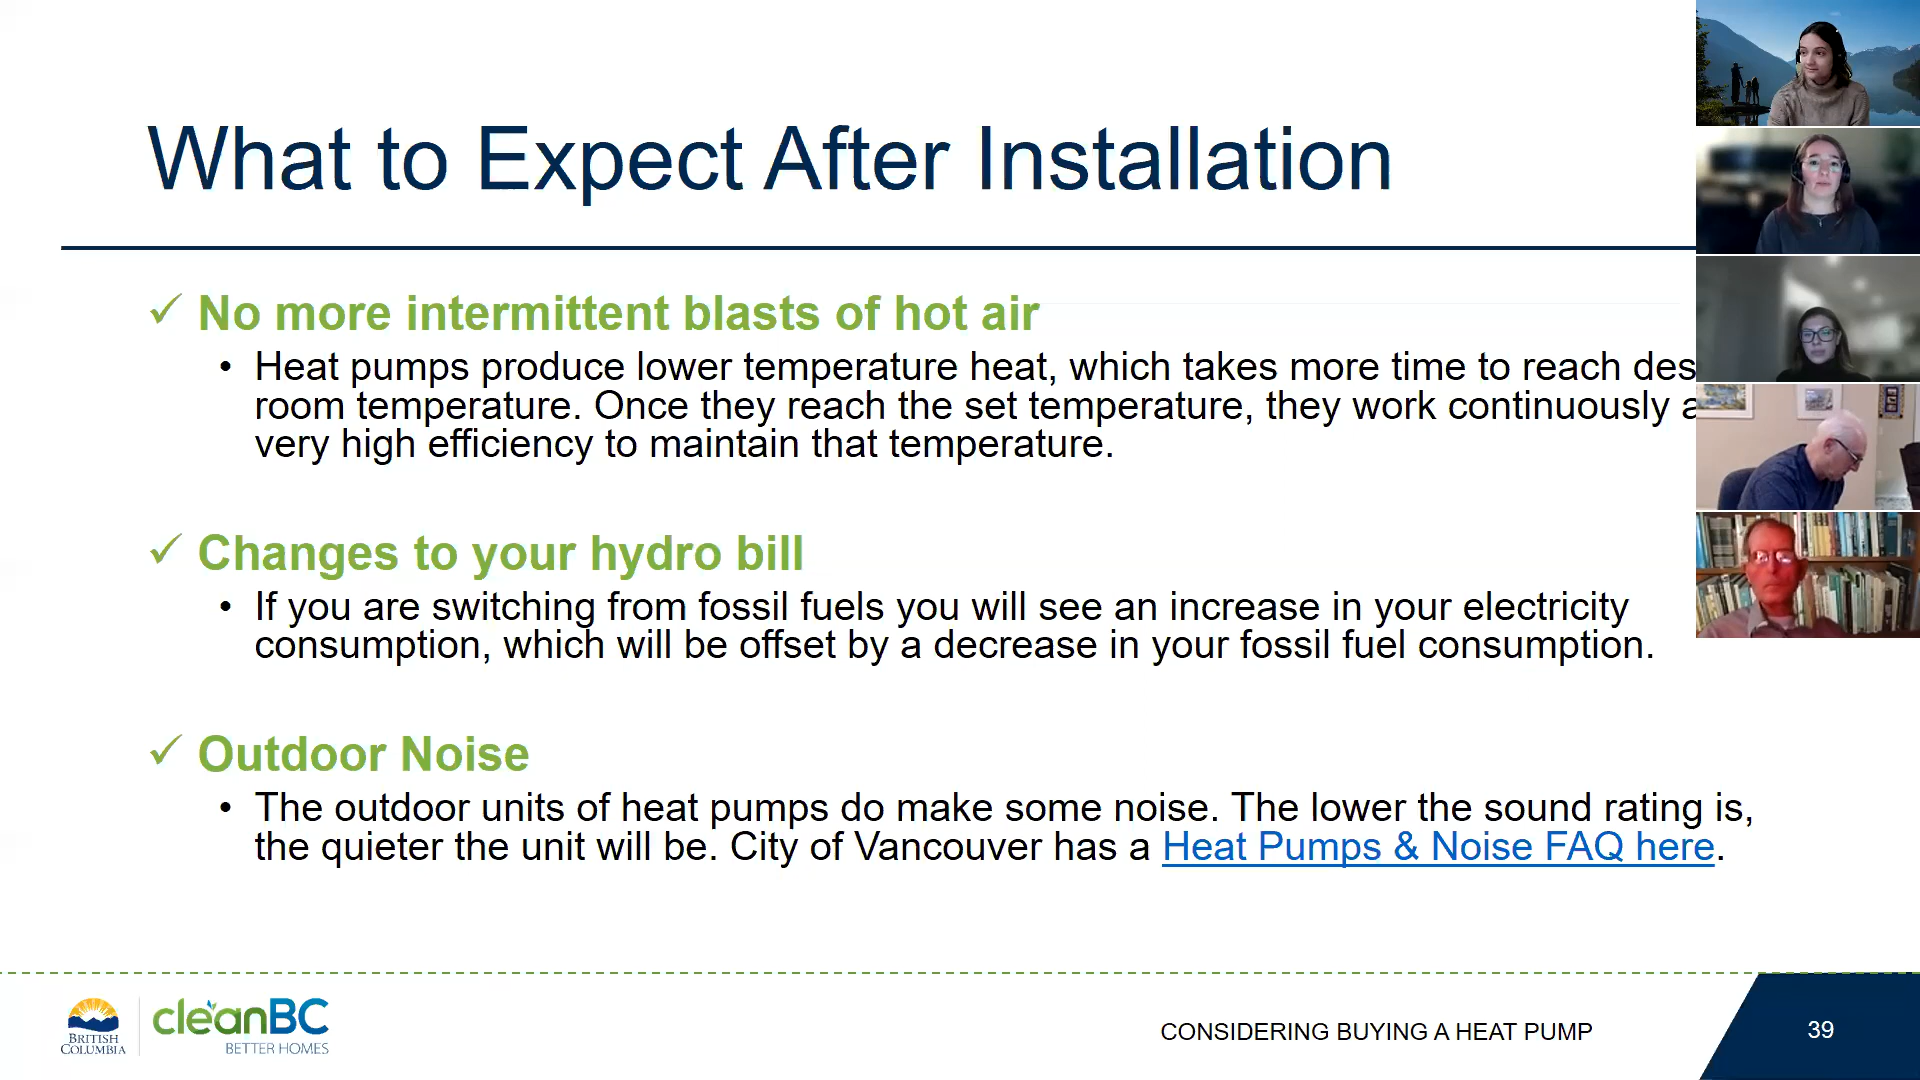 What to Expect After Installation
✓ No more intermittent blasts of hot air
• Heat pumps produce lower temperature heat, which takes more time to reach des
room temperature. Once they reach the set temperature, they work continuously a
very high efficiency to maintain that temperature.
✓ Changes to your hydro bill
• If you are switching from fossil fuels you will see an increase in your electricity
consumption, which will be offset by a decrease in your fossil fuel consumption.
✓ Outdoor Noise
• The outdoor units of heat pumps do make some noise. The lower the sound rating is,
the quieter the unit will be. City of Vancouver has a Heat Pumps & Noise FAQ here.
BRITISH
COLUMBIA
cleanBC
BETTER HOMES
CONSIDERING BUYING A HEAT PUMP
39